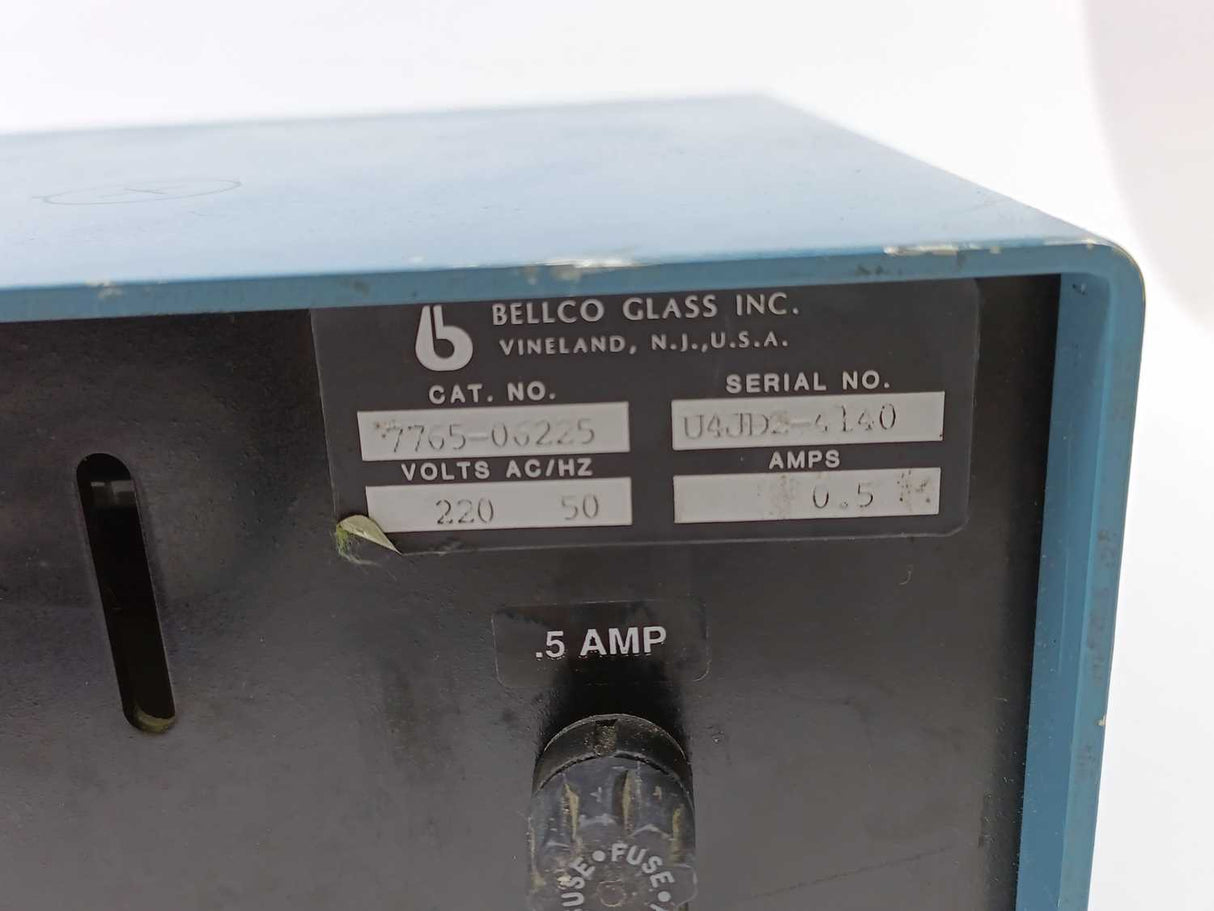 BELLCO GLASS INC.
VINELAND, N.J., U.S.A.
CAT. NO.
SERIAL NO.
7765-06225
VOLTS AC/HZ
AMPS
220 50
0.5
.5 AMP
FUSE • FUSE •